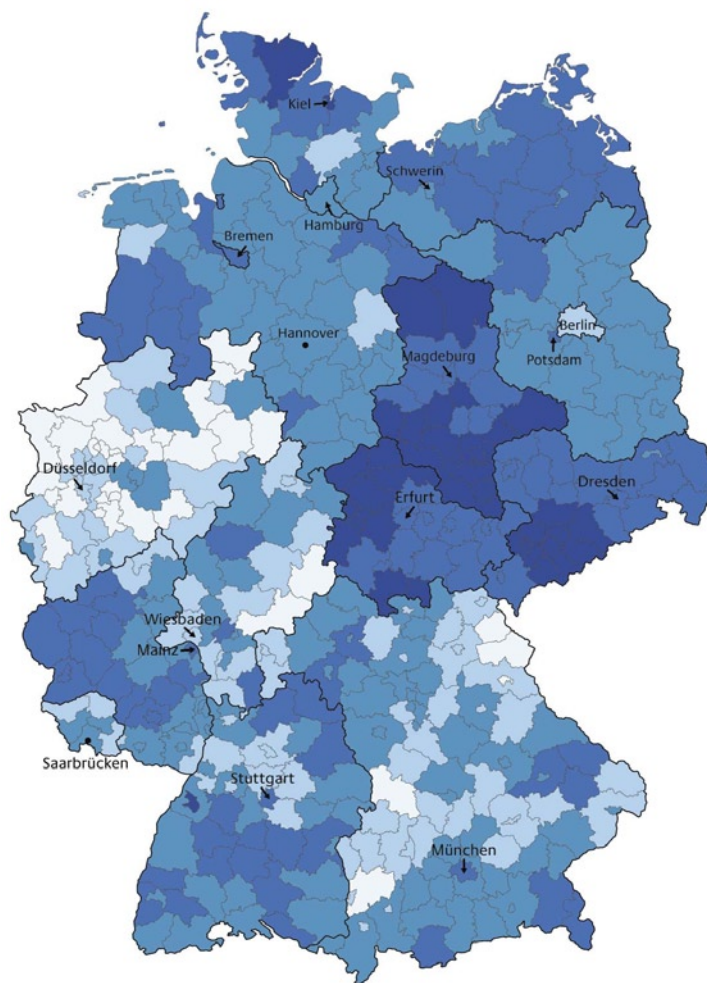 Kiel
Schwerin
Hamburg
Bremen
Berlin
Hannover
Magdeburg
Potsdam
Düsseldorf
Erfurt
Dresden
Wiesbaden
Mainz
Saarbrücken
Stuttgart
München